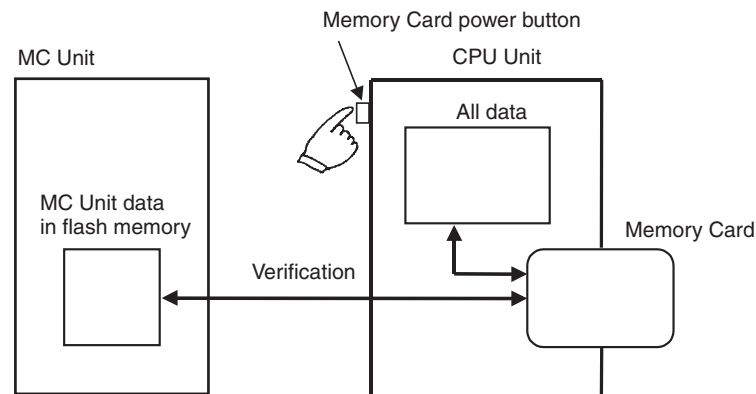 Memory Card power button
MC Unit
CPU Unit
All data
MC Unit data
in flash memory
Memory Card
Verification